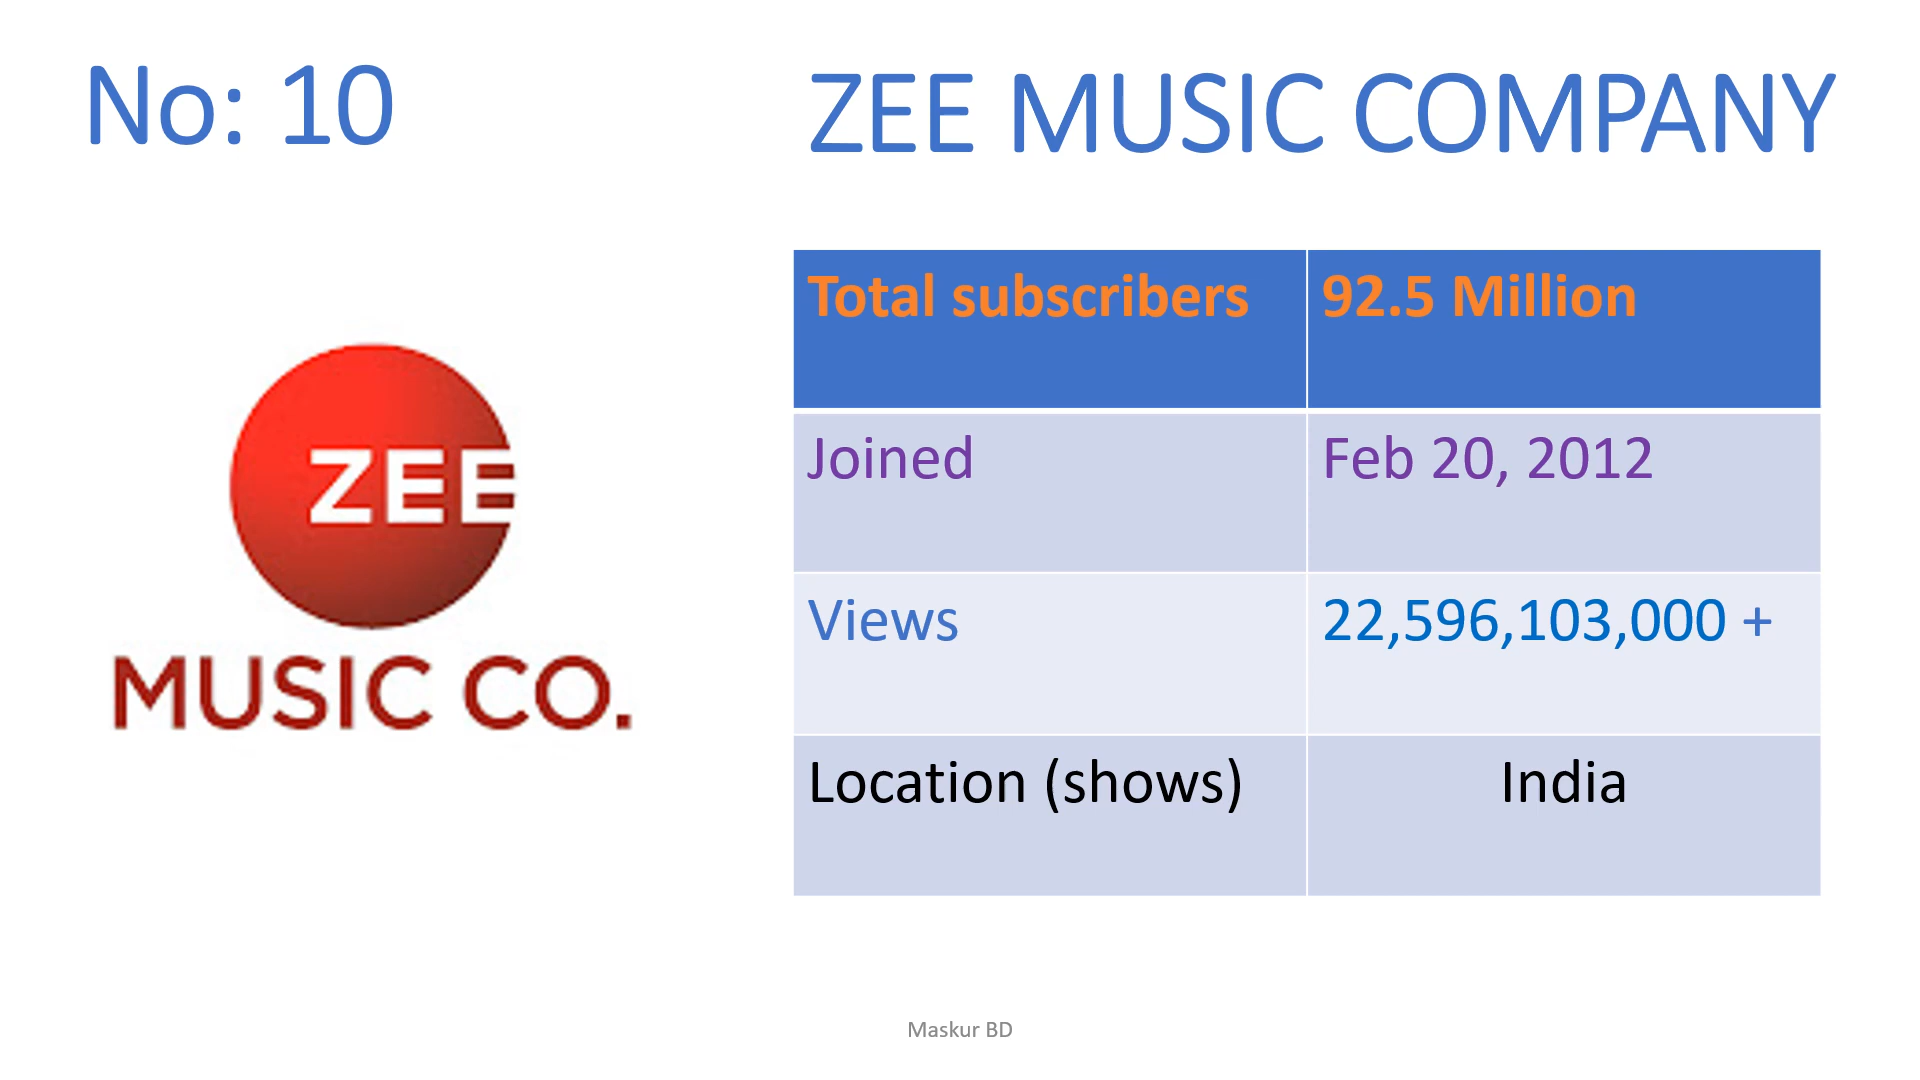 No: 10
ZEE MUSIC COMPANY
Total subscribers 92.5 Million
Joined Feb 20, 2012
Views 22,596,103,000 +
Location (shows) India
ZEE
MUSIC CO.
Maskur BD